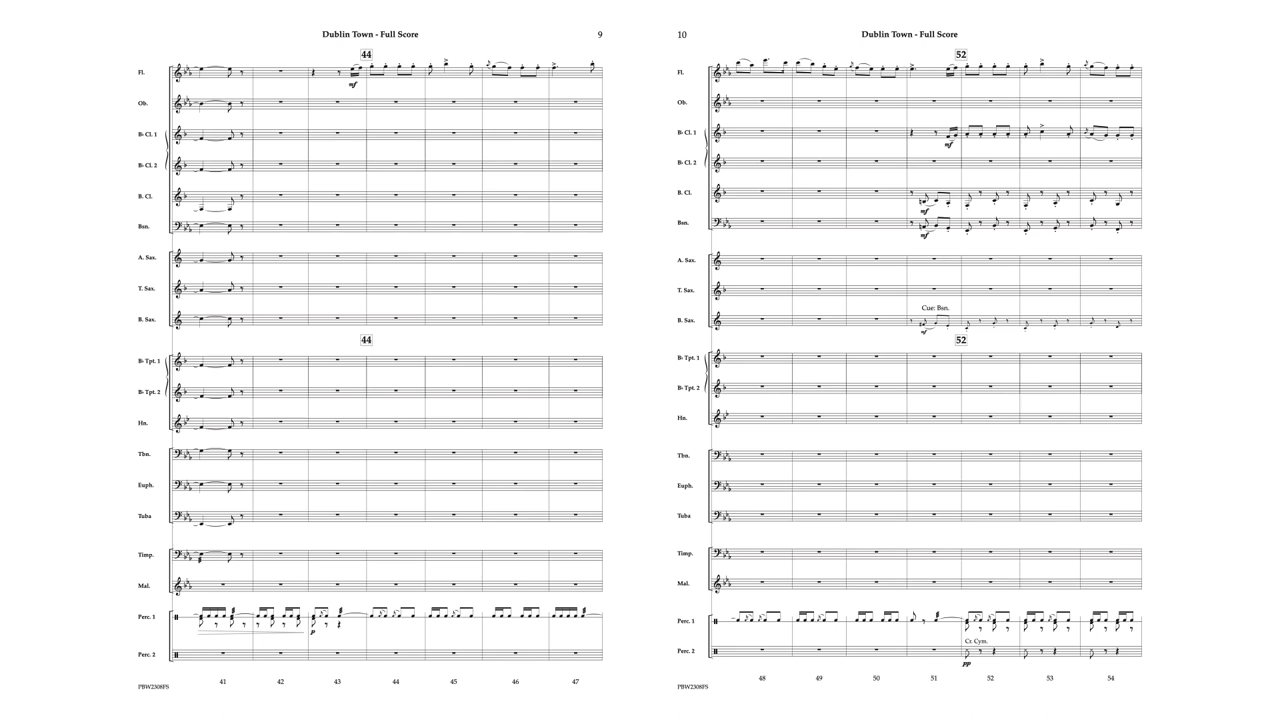 Dublin Town - Full Score
9
44
Fl.
mf
Ob.
B♭ Cl. 1
B♭ Cl. 2
B. Cl.
Bsn.
A. Sax.
T. Sax.
B. Sax.
44
B♭ Tpt. 1
B♭ Tpt. 2
Hn.
Tbn.
Euph.
Tuba
Timp.
Mal.
Perc. 1
p
Perc. 2
41 42 43 44 45 46 47
PBW2308FS
10
Dublin Town - Full Score
52
Fl.
Ob.
B♭ Cl. 1
mf
B♭ Cl. 2
B. Cl.
mf
Bsn.
mf
A. Sax.
T. Sax.
Cue: Bsn.
B. Sax.
mf
52
B♭ Tpt. 1
B♭ Tpt. 2
Hn.
Tbn.
Euph.
Tuba
Timp.
Mal.
Perc. 1
Cr. Cym.
Perc. 2
pp
48 49 50 51 52 53 54
PBW2308FS